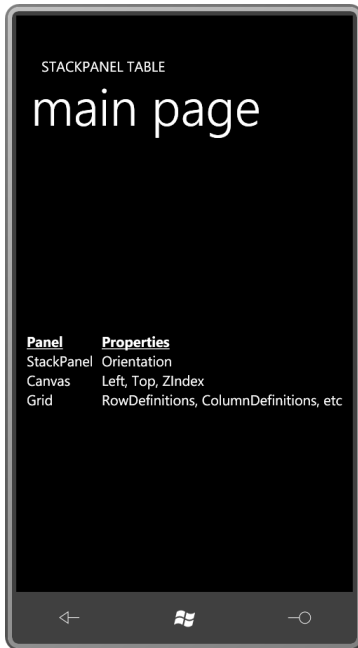 STACKPANEL TABLE
main page
Panel Properties
StackPanel Orientation
Canvas Left, Top, ZIndex
Grid RowDefinitions, ColumnDefinitions, etc